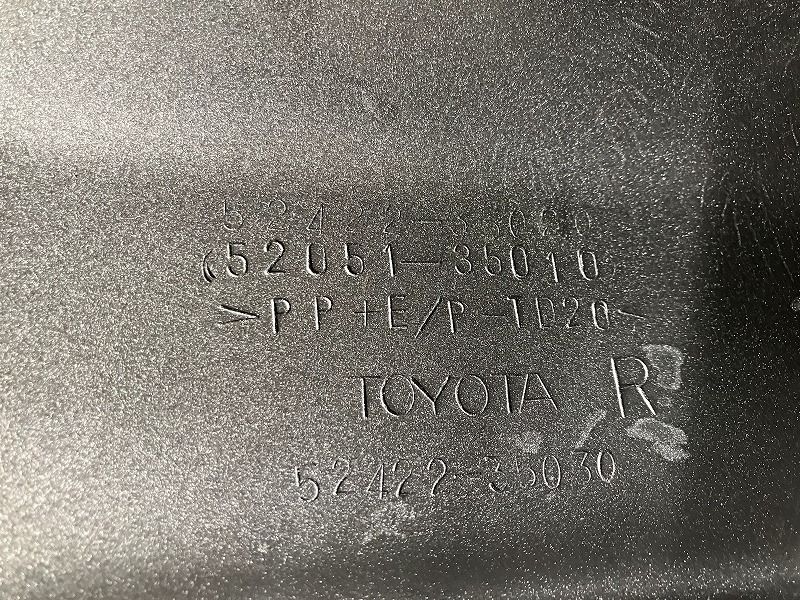 (52051-35010)
>PP+E/P-TD20<
TOYOTA R
52422-35030